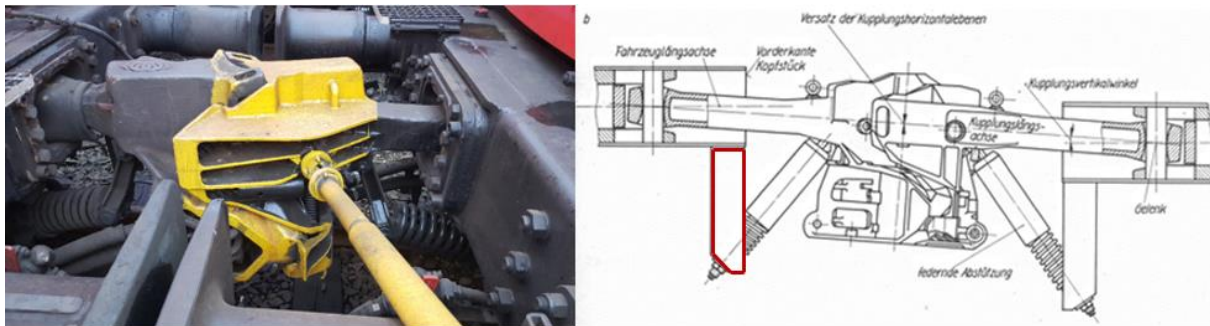 b
Versatz der Kupplungshorizontalebenen
Fahrzeuglängsachse
Vorderkante
Kopfstück
Kupplungsvertikalwinkel
Kupplungslängs-
achse
Gelenk
federnde Abstützung